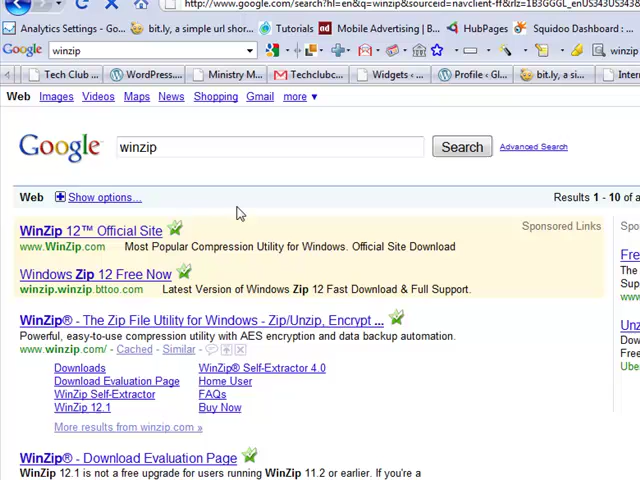 www.google.com/search?hl=en&q=winzip&sourceid=navclient-ff&rlz=1B3GGGL_enUS343US343&
Analytics Settings - Go... bit.ly, a simple url short... Tutorials Mobile Advertising | B... HubPages Squidoo Dashboard : ...
Google winzip winzip
Tech Club ... WordPress.... Ministry M... Techclubc... Widgets ‹ ... Profile ‹ Gl... bit.ly, a si... Inter
Web Images Videos Maps News Shopping Gmail more ▼
Google winzip Search Advanced Search
Web Show options... Results 1 - 10 of a
WinZip 12™ Official Site Sponsored Links Spo
www.WinZip.com Most Popular Compression Utility for Windows. Official Site Download
Windows Zip 12 Free Now
winzip.winzip.bttoo.com Latest Version of Windows Zip 12 Fast Download & Full Support.
WinZip® - The Zip File Utility for Windows - Zip/Unzip, Encrypt ...
Powerful, easy-to-use compression utility with AES encryption and data backup automation.
www.winzip.com/ - Cached - Similar -
Downloads WinZip® Self-Extractor 4.0
Download Evaluation Page Home User
WinZip Self-Extractor FAQs
WinZip 12.1 Buy Now
More results from winzip.com »
WinZip® - Download Evaluation Page
WinZip 12.1 is not a free upgrade for users running WinZip 11.2 or earlier. If you're a